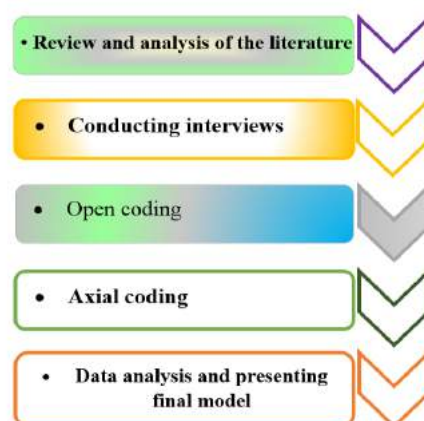 • Review and analysis of the literature
• Conducting interviews
• Open coding
• Axial coding
• Data analysis and presenting
final model